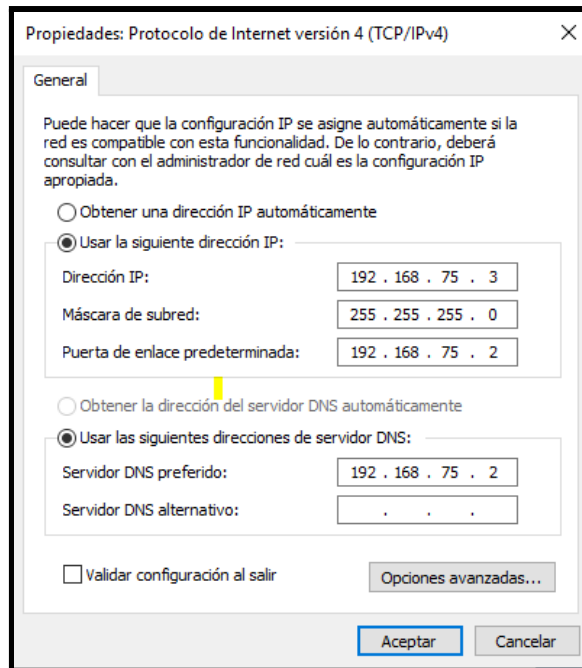 Propiedades: Protocolo de Internet versión 4 (TCP/IPv4)
General
Puede hacer que la configuración IP se asigne automáticamente si la
red es compatible con esta funcionalidad. De lo contrario, deberá
consultar con el administrador de red cuál es la configuración IP
apropiada.
Obtener una dirección IP automáticamente
Usar la siguiente dirección IP:
Dirección IP: 192 . 168 . 75 . 3
Máscara de subred: 255 . 255 . 255 . 0
Puerta de enlace predeterminada: 192 . 168 . 75 . 2
Obtener la dirección del servidor DNS automáticamente
Usar las siguientes direcciones de servidor DNS:
Servidor DNS preferido: 192 . 168 . 75 . 2
Servidor DNS alternativo: . . .
Validar configuración al salir Opciones avanzadas...
Aceptar Cancelar